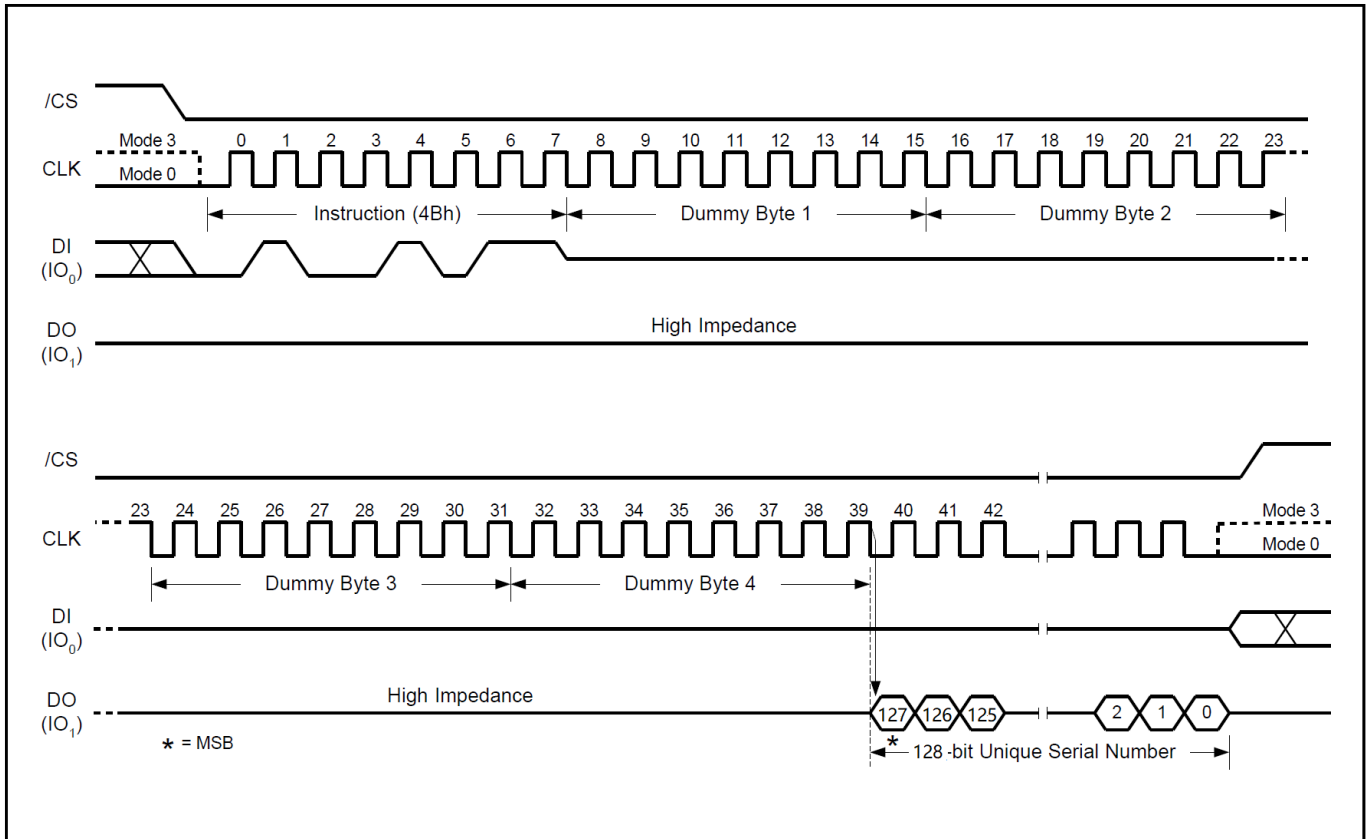 /CS
Mode 3
0 1 2 3 4 5 6 7 8 9 10 11 12 13 14 15 16 17 18 19 20 21 22 23
CLK
Mode 0
Instruction (4Bh)
Dummy Byte 1
Dummy Byte 2
DI
(IO0)
DO
(IO1)
High Impedance
/CS
23 24 25 26 27 28 29 30 31 32 33 34 35 36 37 38 39 40 41 42
Mode 3
CLK
Mode 0
Dummy Byte 3
Dummy Byte 4
DI
(IO0)
DO
(IO1)
High Impedance
127 126 125 2 1 0
* = MSB
*
128 -bit Unique Serial Number